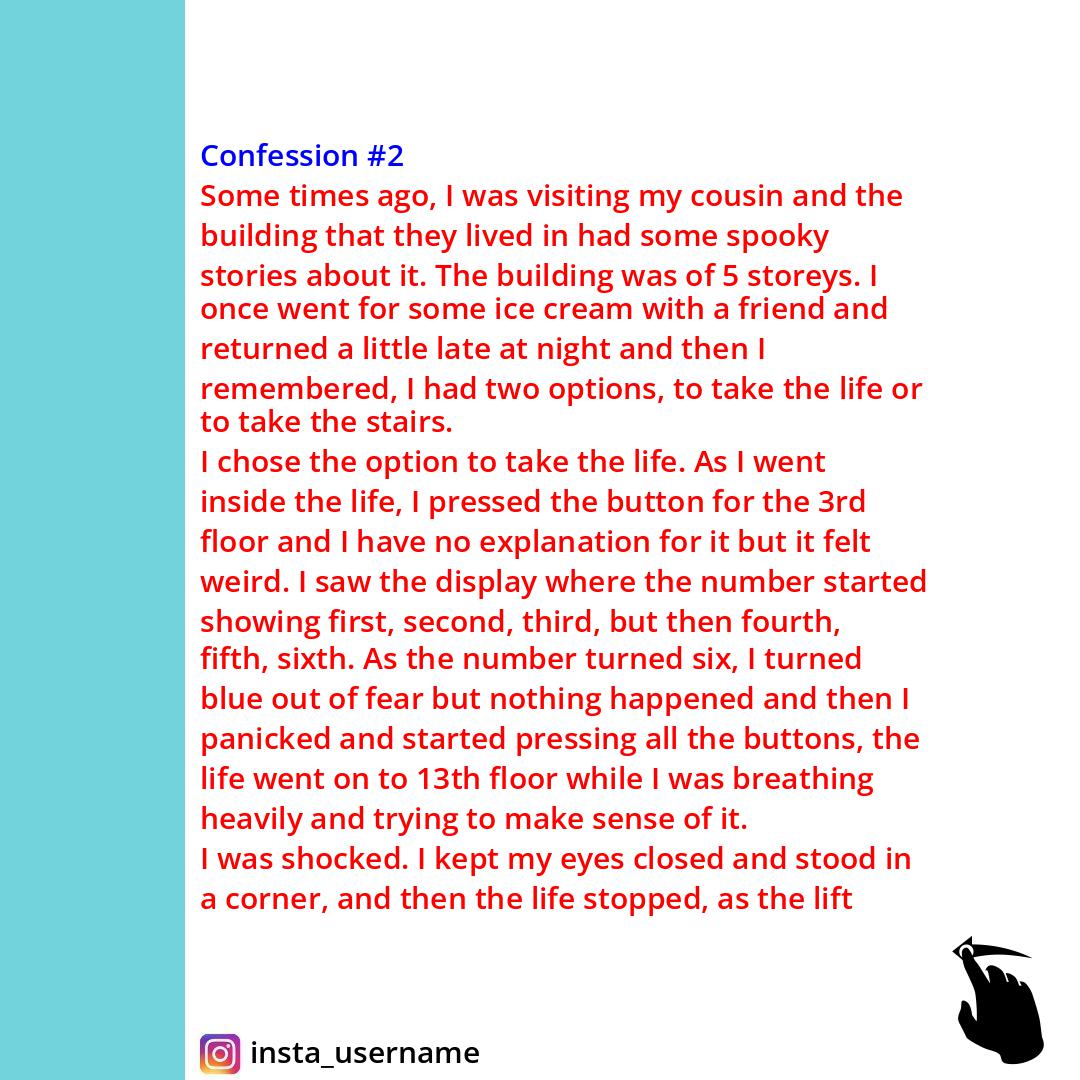 Confession #2
Some times ago, I was visiting my cousin and the
building that they lived in had some spooky
stories about it. The building was of 5 storeys. I
once went for some ice cream with a friend and
returned a little late at night and then I
remembered, I had two options, to take the life or
to take the stairs.
I chose the option to take the life. As I went
inside the life, I pressed the button for the 3rd
floor and I have no explanation for it but it felt
weird. I saw the display where the number started
showing first, second, third, but then fourth,
fifth, sixth. As the number turned six, I turned
blue out of fear but nothing happened and then I
panicked and started pressing all the buttons, the
life went on to 13th floor while I was breathing
heavily and trying to make sense of it.
I was shocked. I kept my eyes closed and stood in
a corner, and then the life stopped, as the lift
insta_username